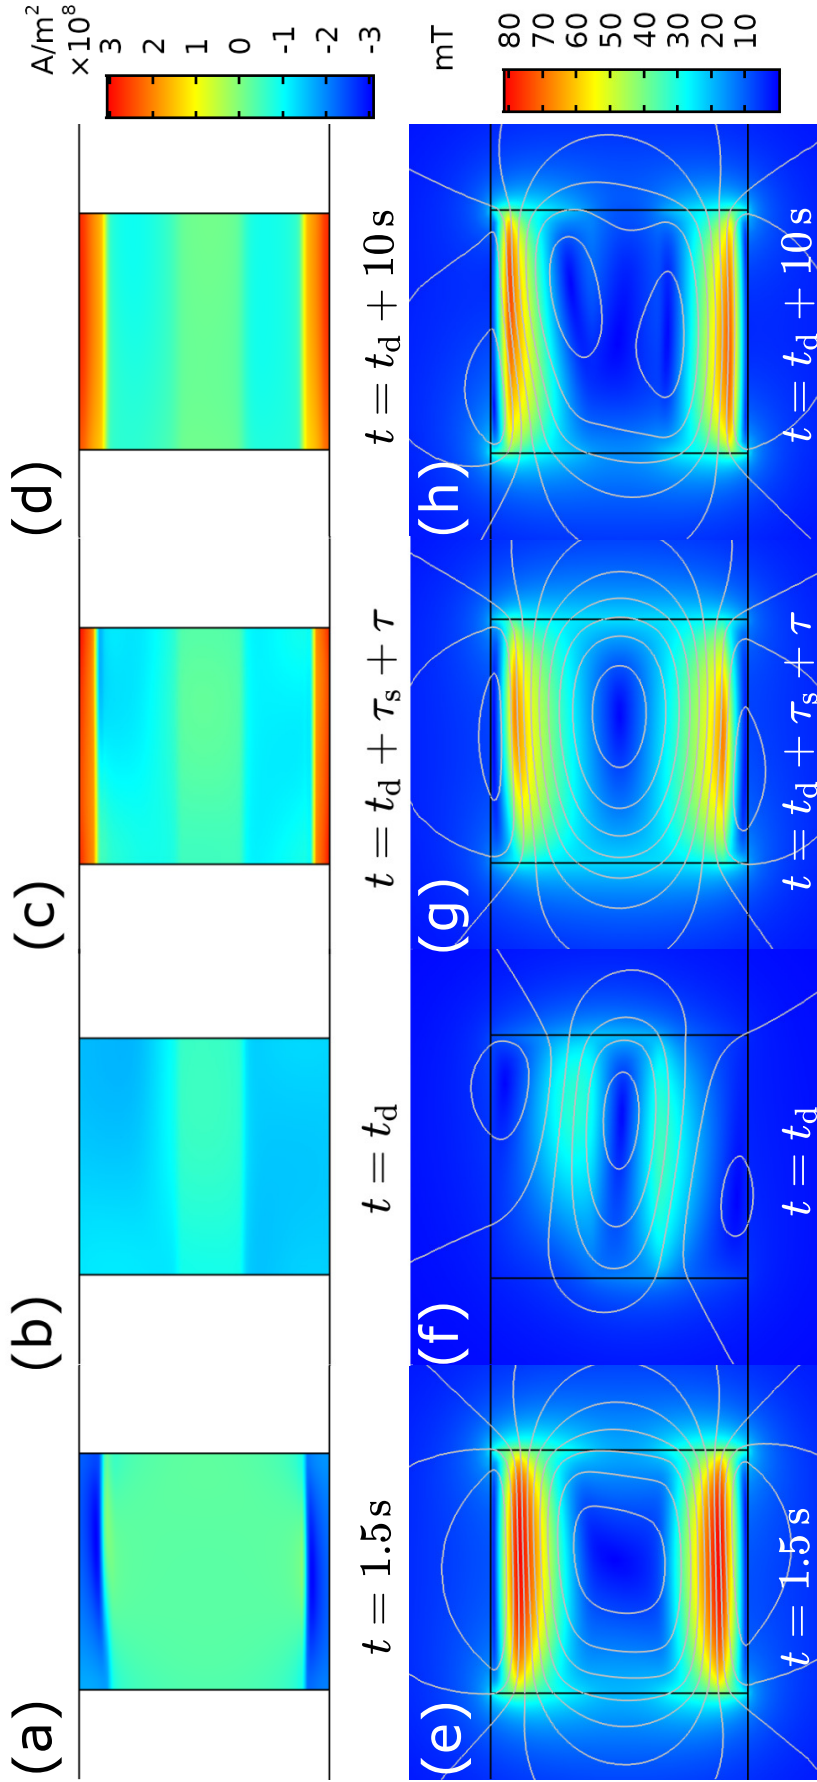 (a)
(b)
(c)
(d)
A/m²
×10⁸
3
2
1
0
-1
-2
-3
t = 1.5 s
t = t_d
t = t_d + τ_s + τ
t = t_d + 10 s
(e)
(f)
(g)
(h)
mT
80
70
60
50
40
30
20
10
t = 1.5 s
t = t_d
t = t_d + τ_s + τ
t = t_d + 10 s